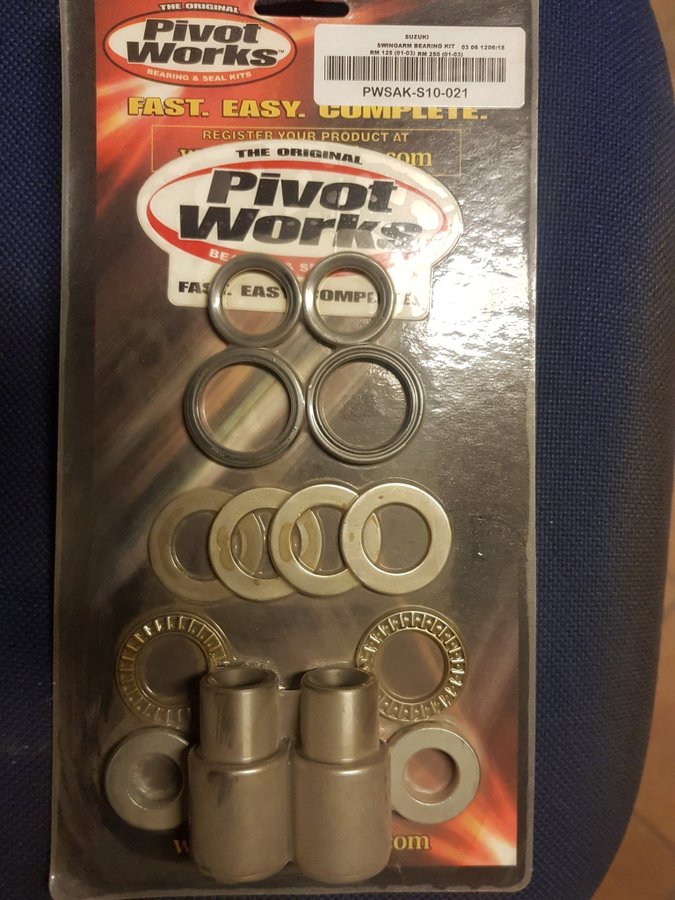 THE ORIGINAL
Pivot
Works™
BEARING & SEAL KITS
SUZUKI
SWINGARM BEARING KIT 03 06 1206:18
RM 125 (01-03) RM 250 (01-03)
PWSAK-S10-021
FAST. EASY. COMPLETE.
REGISTER YOUR PRODUCT AT
.com
THE ORIGINAL
Pivot
Works
FAST. EASY. COMPLETE.
.com